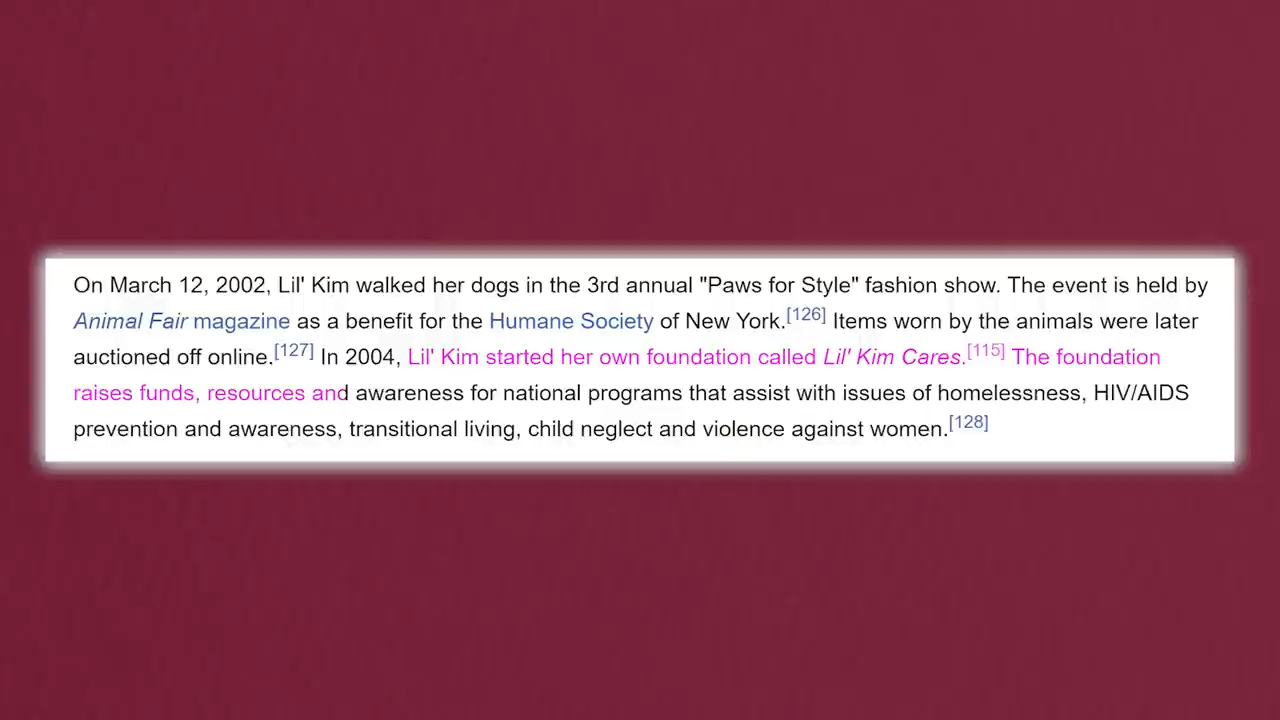 On March 12, 2002, Lil' Kim walked her dogs in the 3rd annual "Paws for Style" fashion show. The event is held by
Animal Fair magazine as a benefit for the Humane Society of New York.[126] Items worn by the animals were later
auctioned off online.[127] In 2004, Lil' Kim started her own foundation called Lil' Kim Cares.[115] The foundation
raises funds, resources and awareness for national programs that assist with issues of homelessness, HIV/AIDS
prevention and awareness, transitional living, child neglect and violence against women.[128]